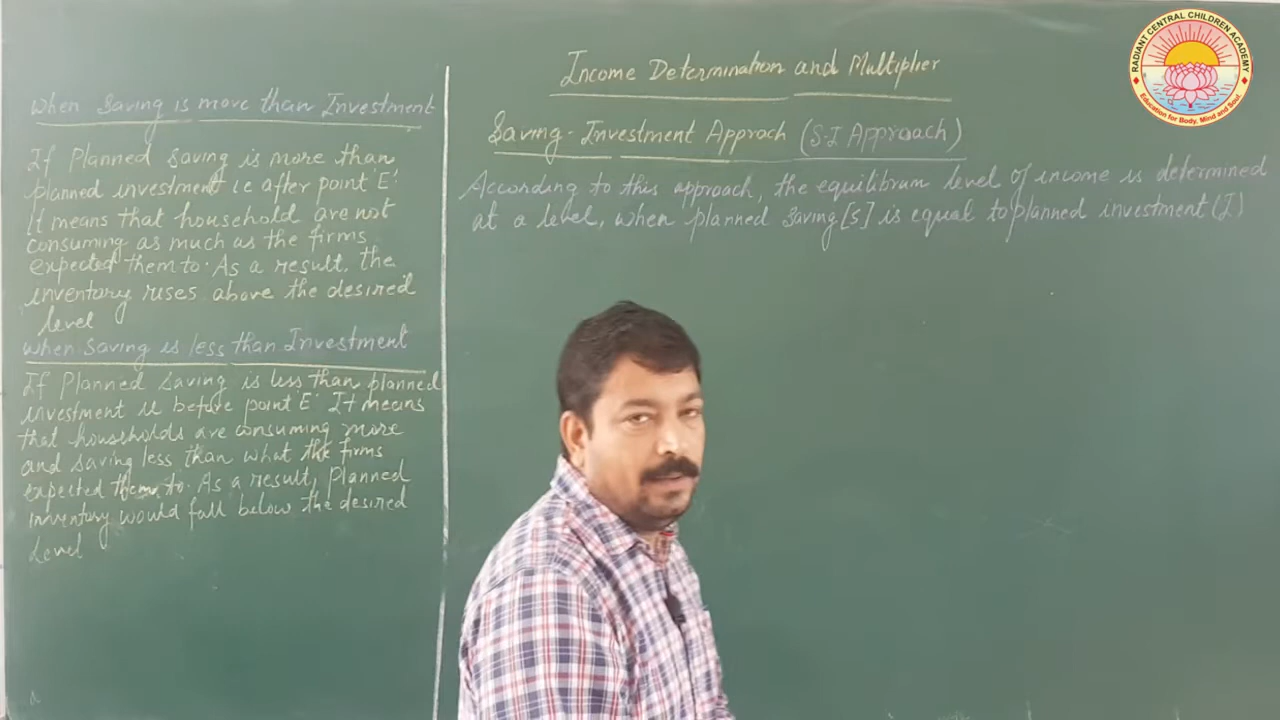 When Saving is more than Investment
If Planned saving is more than
planned investment i.e after point 'E'.
It means that household are not
consuming as much as the firms
expected them to. As a result, the
inventory rises above the desired
level
When Saving is less than Investment
If Planned saving is less than planned
investment ie before point 'E' It means
that households are consuming more
and saving less than what the firms
expected them to. As a result, Planned
inventory would fall below the desired
Level
Income Determination and Multiplier
Saving-Investment Approch (S-I Approach)
According to this approach, the equilibrum level of income is determined
at a level, when planned saving[s] is equal to planned investment (I)
RADIANT CENTRAL CHILDREN ACADEMY
Education for Body, Mind and Soul